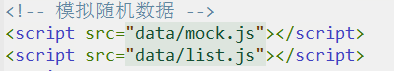 <!-- 模拟随机数据 -->
<script src="data/mock.js"></script>
<script src="data/list.js"></script>